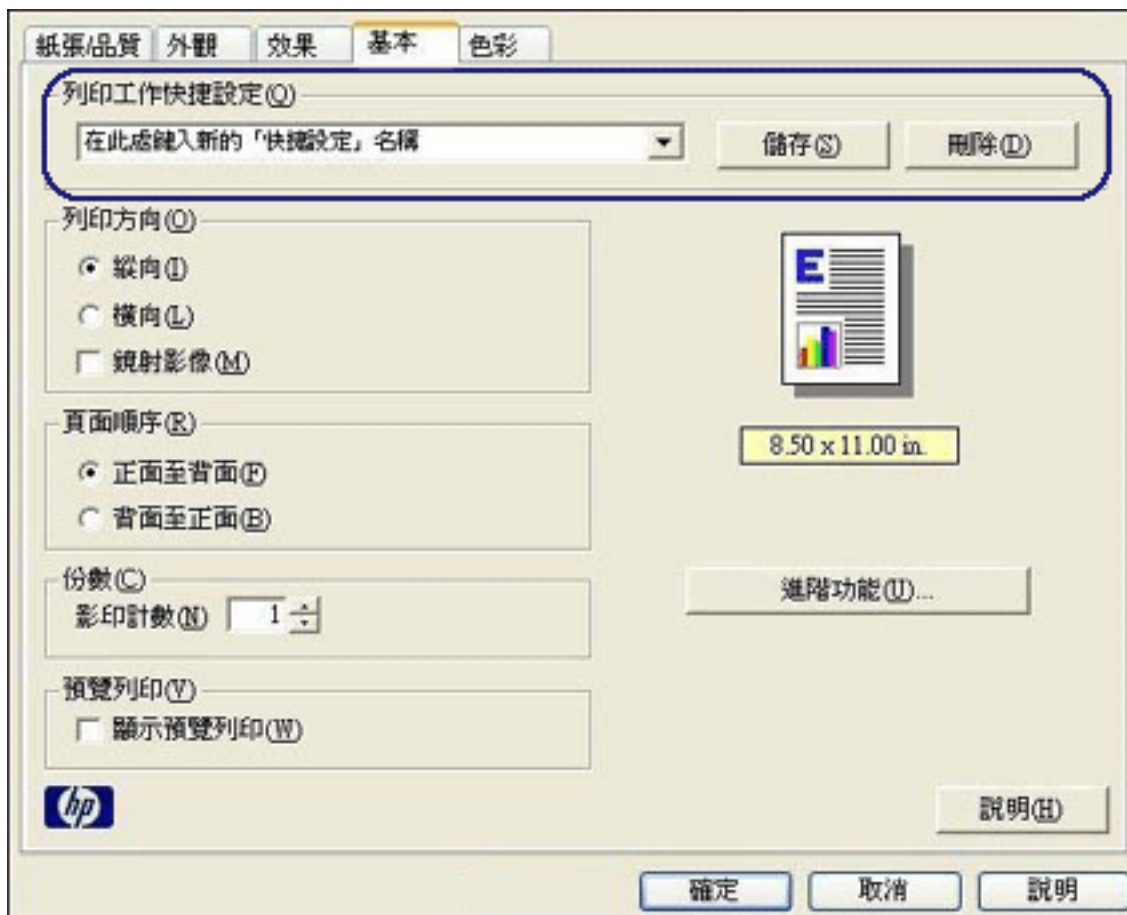 紙張/品質 外觀 效果 基本 色彩
列印工作快捷設定(Q)
在此處鍵入新的「快捷設定」名稱 儲存(S) 刪除(D)
列印方向(O)
縱向(I)
橫向(L)
鏡射影像(M)
E
8.50 x 11.00 in.
頁面順序(R)
正面至背面(F)
背面至正面(B)
份數(C)
影印計數(N) 1
進階功能(U)...
預覽列印(V)
顯示預覽列印(W)
hp
說明(H)
確定 取消 說明